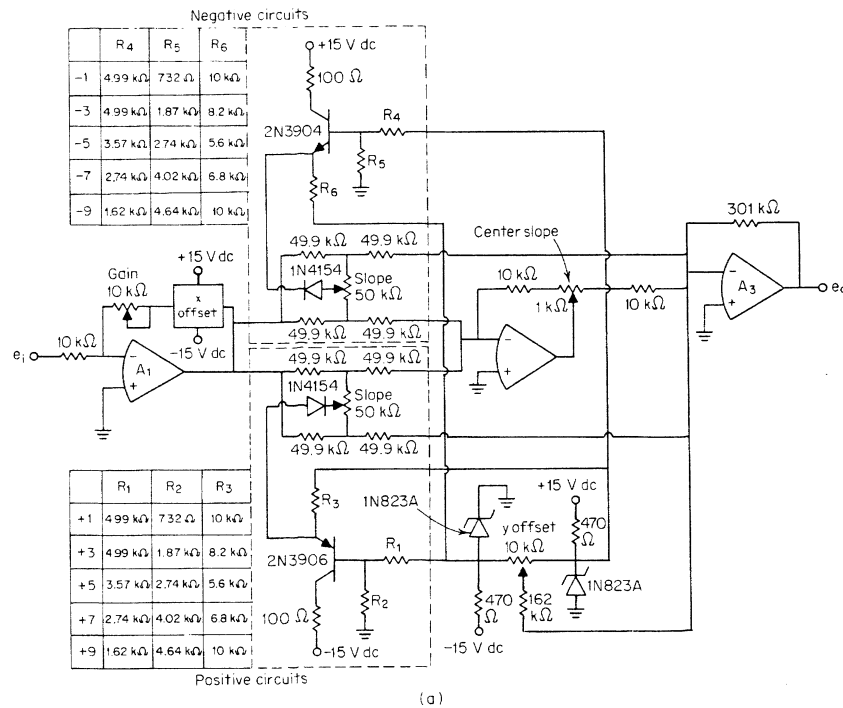 Negative circuits
R4 R5 R6
−1 4.99 kΩ 732 Ω 10 kΩ
−3 4.99 kΩ 1.87 kΩ 8.2 kΩ
−5 3.57 kΩ 2.74 kΩ 5.6 kΩ
−7 2.74 kΩ 4.02 kΩ 6.8 kΩ
−9 1.62 kΩ 4.64 kΩ 10 kΩ
+15 V dc
100 Ω
2N3904
R4
R5
R6
301 kΩ
Center slope
49.9 kΩ 49.9 kΩ
+15 V dc
1N4154
Slope
50 kΩ
10 kΩ
1 kΩ
10 kΩ
−
A3
+
eo
Gain
10 kΩ
x
offset
−15 V dc
49.9 kΩ 49.9 kΩ
ei
10 kΩ
−
A1
+
−
+
49.9 kΩ 49.9 kΩ
1N4154
Slope
50 kΩ
49.9 kΩ 49.9 kΩ
R1 R2 R3
+1 4.99 kΩ 732 Ω 10 kΩ
+3 4.99 kΩ 1.87 kΩ 8.2 kΩ
+5 3.57 kΩ 2.74 kΩ 5.6 kΩ
+7 2.74 kΩ 4.02 kΩ 6.8 kΩ
+9 1.62 kΩ 4.64 kΩ 10 kΩ
R3
1N823A
+15 V dc
y offset
10 kΩ
470
Ω
2N3906
R1
1N823A
R2
100 Ω
470
Ω
162
kΩ
−15 V dc
−15 V dc
Positive circuits
(a)